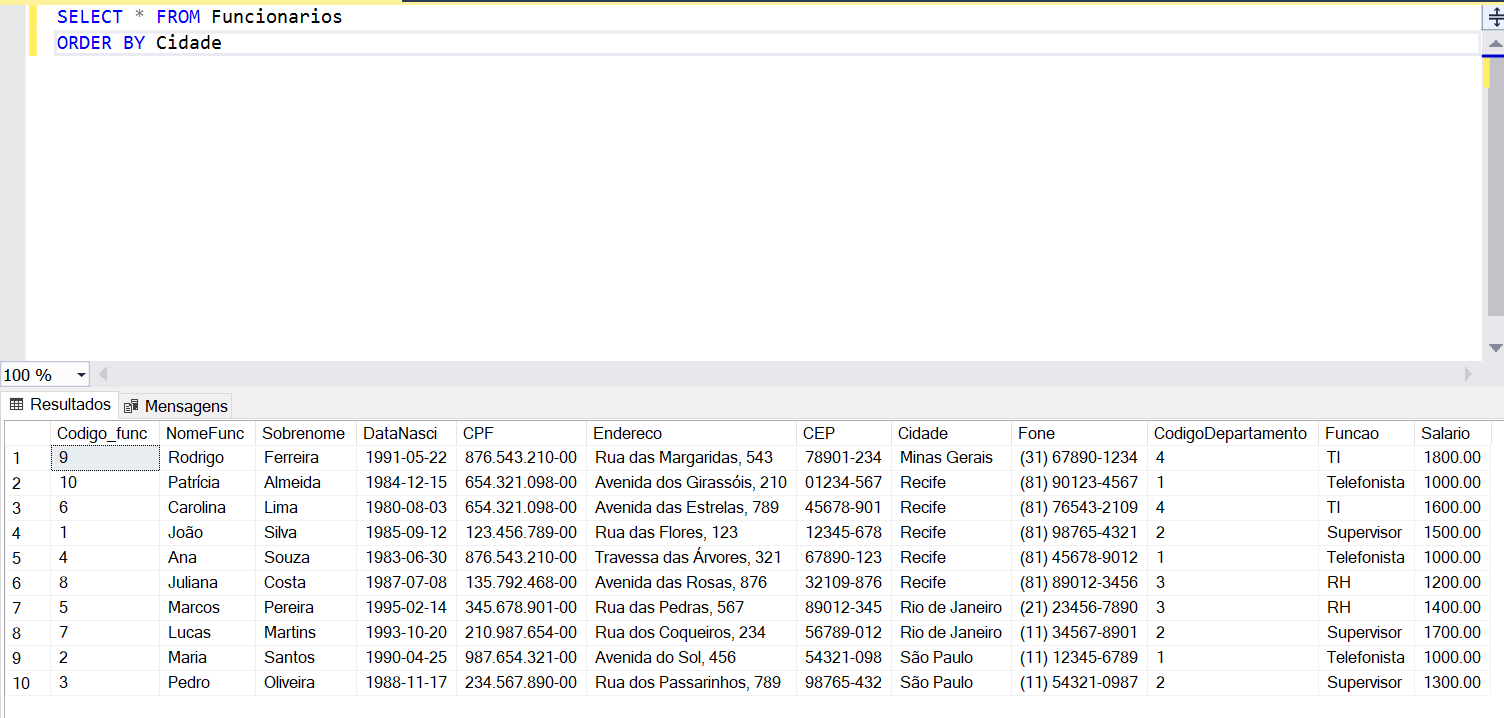 SELECT * FROM Funcionarios
ORDER BY Cidade
100 %
Resultados Mensagens
Codigo_func NomeFunc Sobrenome DataNasci CPF Endereco CEP Cidade Fone CodigoDepartamento Funcao Salario
1 9 Rodrigo Ferreira 1991-05-22 876.543.210-00 Rua das Margaridas, 543 78901-234 Minas Gerais (31) 67890-1234 4 TI 1800.00
2 10 Patrícia Almeida 1984-12-15 654.321.098-00 Avenida dos Girassóis, 210 01234-567 Recife (81) 90123-4567 1 Telefonista 1000.00
3 6 Carolina Lima 1980-08-03 654.321.098-00 Avenida das Estrelas, 789 45678-901 Recife (81) 76543-2109 4 TI 1600.00
4 1 João Silva 1985-09-12 123.456.789-00 Rua das Flores, 123 12345-678 Recife (81) 98765-4321 2 Supervisor 1500.00
5 4 Ana Souza 1983-06-30 876.543.210-00 Travessa das Árvores, 321 67890-123 Recife (81) 45678-9012 1 Telefonista 1000.00
6 8 Juliana Costa 1987-07-08 135.792.468-00 Avenida das Rosas, 876 32109-876 Recife (81) 89012-3456 3 RH 1200.00
7 5 Marcos Pereira 1995-02-14 345.678.901-00 Rua das Pedras, 567 89012-345 Rio de Janeiro (21) 23456-7890 3 RH 1400.00
8 7 Lucas Martins 1993-10-20 210.987.654-00 Rua dos Coqueiros, 234 56789-012 Rio de Janeiro (11) 34567-8901 2 Supervisor 1700.00
9 2 Maria Santos 1990-04-25 987.654.321-00 Avenida do Sol, 456 54321-098 São Paulo (11) 12345-6789 1 Telefonista 1000.00
10 3 Pedro Oliveira 1988-11-17 234.567.890-00 Rua dos Passarinhos, 789 98765-432 São Paulo (11) 54321-0987 2 Supervisor 1300.00